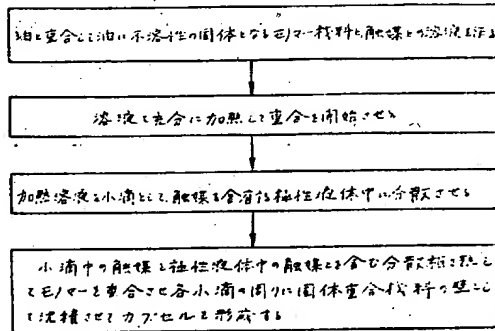 油と重合して油に不溶性の固体となるモノマー材料と触媒との溶液を作る
溶液を充分に加熱して重合を開始させる
加熱溶液を小滴として、触媒を含有する極性液体中に分散させる
小滴中の触媒と極性液体中の触媒とを含む分散組を熱し
てモノマーを重合させ各小滴の周りに固体重合材料の壁とし
て沈積させてカプセルを形成する